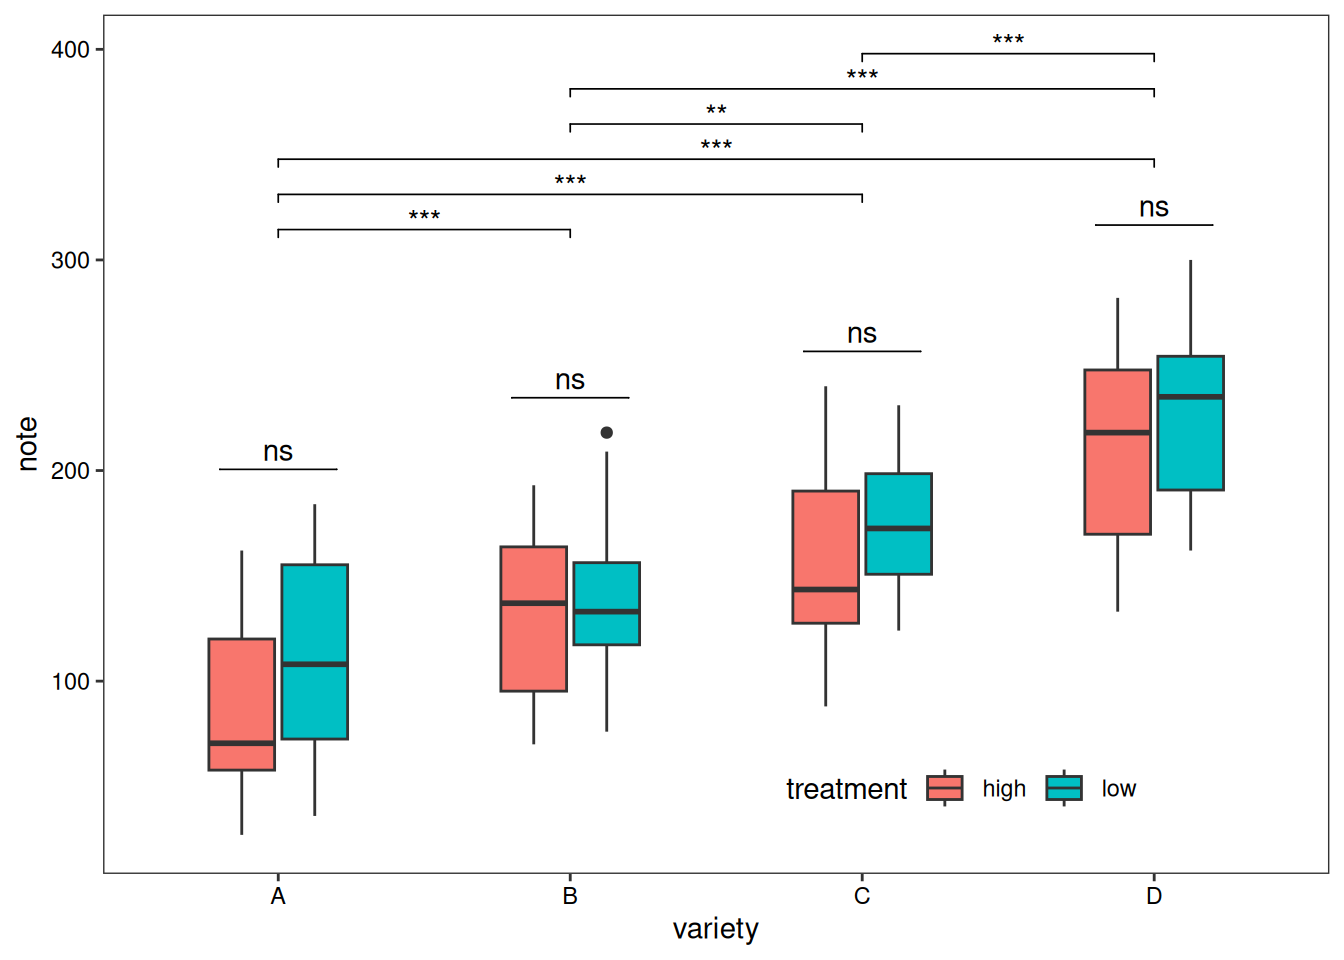 400
***
***
**
***
***
***
ns
300
ns
ns
ns
200
note
100
treatment high low
A B C D
variety